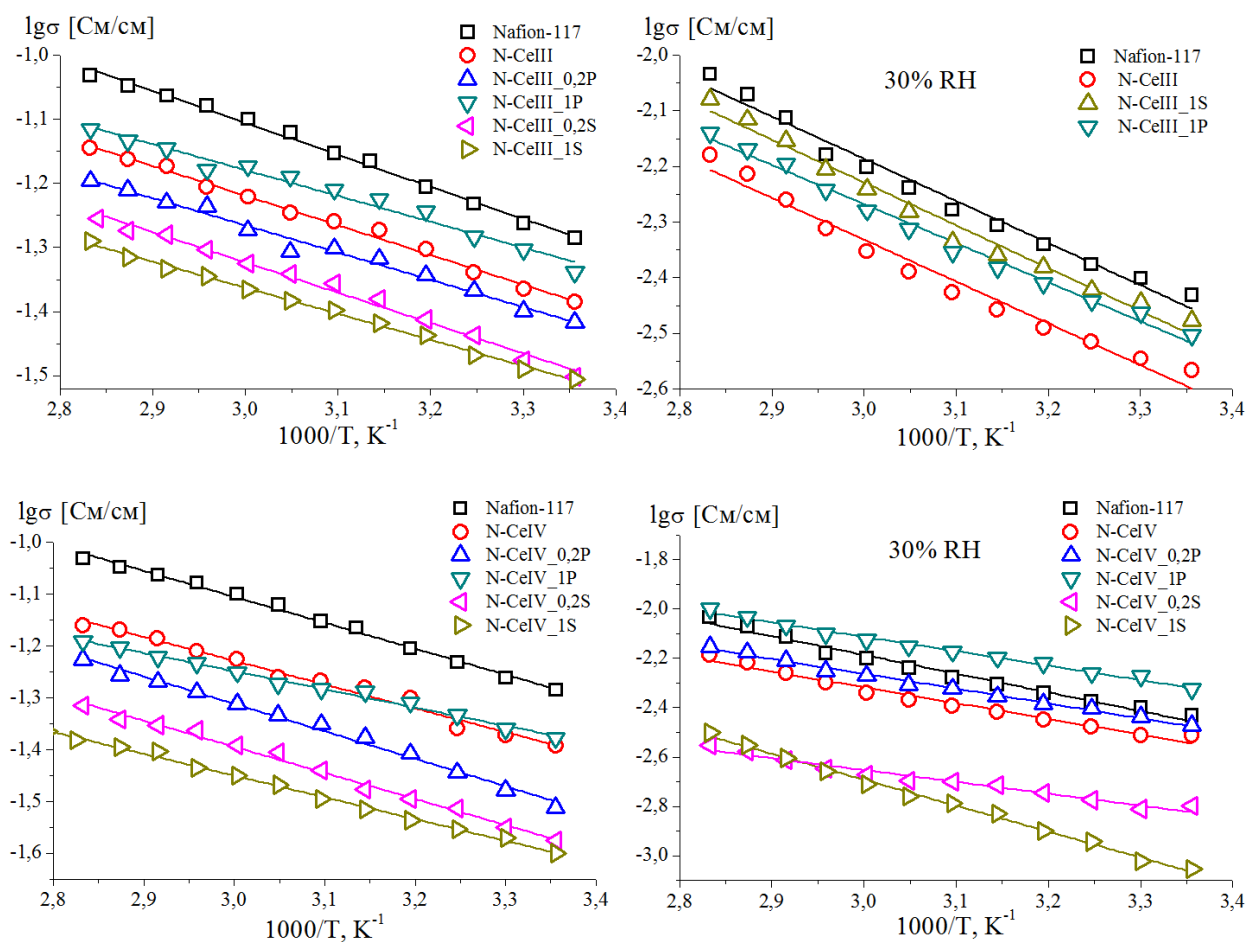 lgσ [См/см]
Nafion-117
N-CeIII
N-CeIII_0,2P
N-CeIII_1P
N-CeIII_0,2S
N-CeIII_1S
-1,0
-1,1
-1,2
-1,3
-1,4
-1,5
2,8 2,9 3,0 3,1 3,2 3,3 3,4
1000/T, K⁻¹
lgσ [См/см]
30% RH
Nafion-117
N-CeIII
N-CeIII_1S
N-CeIII_1P
-2,0
-2,1
-2,2
-2,3
-2,4
-2,5
-2,6
2,8 2,9 3,0 3,1 3,2 3,3 3,4
1000/T, K⁻¹
lgσ [См/см]
Nafion-117
N-CeIV
N-CeIV_0,2P
N-CeIV_1P
N-CeIV_0,2S
N-CeIV_1S
-1,0
-1,1
-1,2
-1,3
-1,4
-1,5
-1,6
2,8 2,9 3,0 3,1 3,2 3,3 3,4
1000/T, K⁻¹
lgσ [См/см]
30% RH
Nafion-117
N-CeIV
N-CeIV_0,2P
N-CeIV_1P
N-CeIV_0,2S
N-CeIV_1S
-1,8
-2,0
-2,2
-2,4
-2,6
-2,8
-3,0
2,8 2,9 3,0 3,1 3,2 3,3 3,4
1000/T, K⁻¹